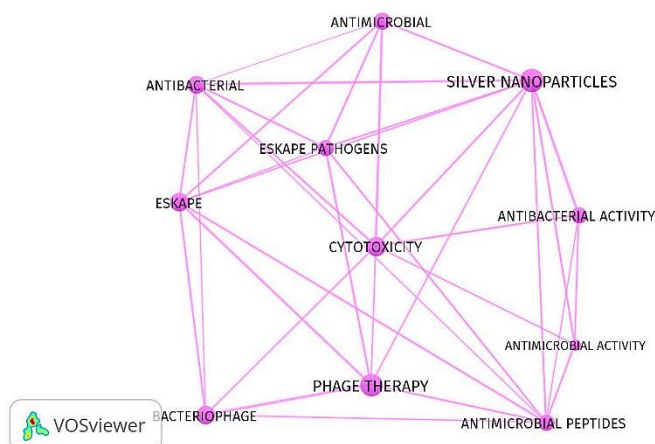 ANTIMICROBIAL
SILVER NANOPARTICLES
ANTIBACTERIAL
ESKAPE PATHOGENS
ESKAPE
ANTIBACTERIAL ACTIVITY
CYTOTOXICITY
ANTIMICROBIAL ACTIVITY
PHAGE THERAPY
BACTERIOPHAGE
ANTIMICROBIAL PEPTIDES
VOSviewer